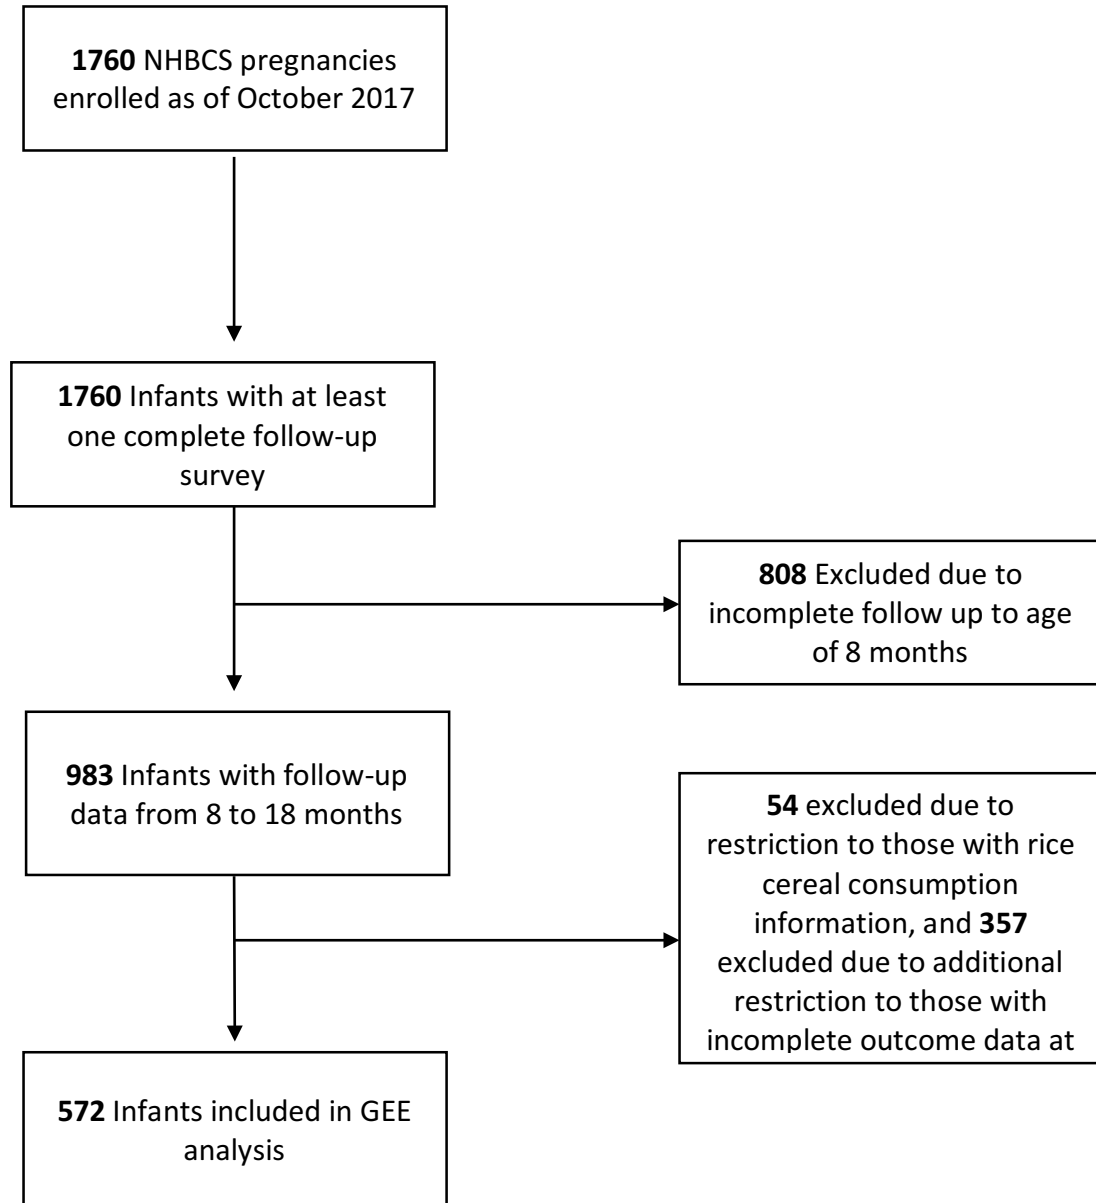 1760 NHBCS pregnancies
enrolled as of October 2017
1760 Infants with at least
one complete follow-up
survey
808 Excluded due to
incomplete follow up to age
of 8 months
983 Infants with follow-up
data from 8 to 18 months
54 excluded due to
restriction to those with rice
cereal consumption
information, and 357
excluded due to additional
restriction to those with
incomplete outcome data at
572 Infants included in GEE
analysis